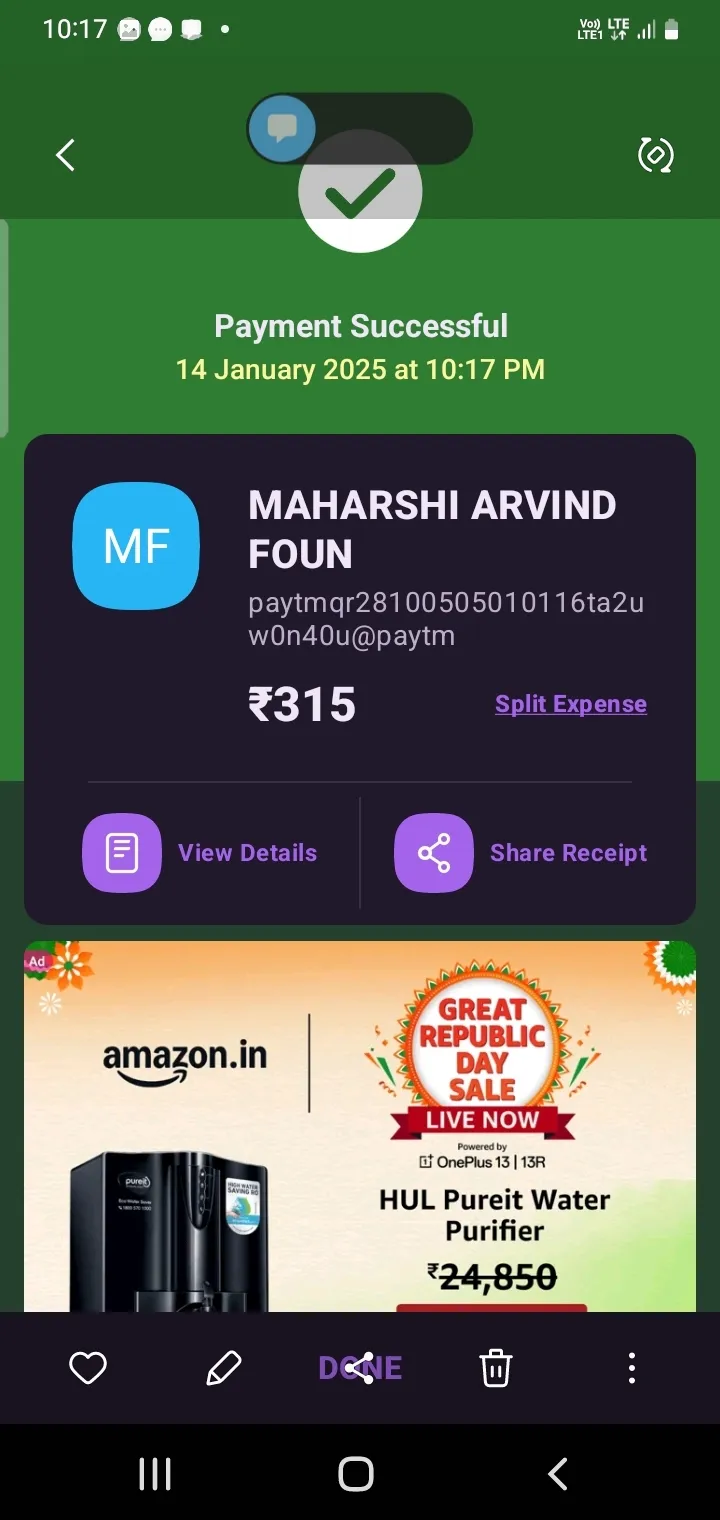 10:17
Vo)) LTE
LTE1
Payment Successful
14 January 2025 at 10:17 PM
MF
MAHARSHI ARVIND
FOUN
paytmqr28100505010116ta2u
w0n40u@paytm
₹315
Split Expense
View Details
Share Receipt
Ad
amazon.in
GREAT
REPUBLIC
DAY
SALE
LIVE NOW
Powered by
OnePlus 13 | 13R
pureit
HIGH WATER
SAVING RO
HUL Pureit Water
Purifier
₹24,850
DONE